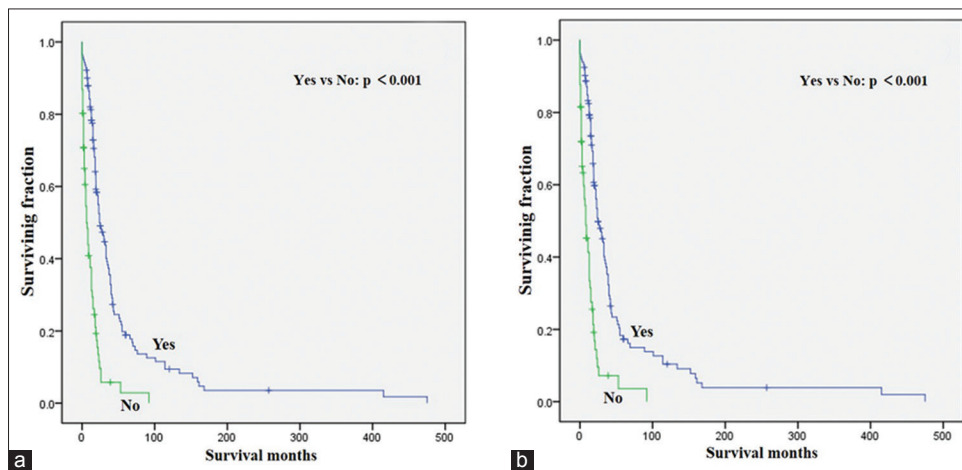 1.0
0.8
0.6
0.4
0.2
0.0
Survivinig fraction
Yes vs No: p <0.001
Yes
No
0
100
200
300
400
500
Survival months
a
1.0
0.8
0.6
0.4
0.2
0.0
Survivinig fraction
Yes vs No: p <0.001
Yes
No
0
100
200
300
400
500
Survival months
b